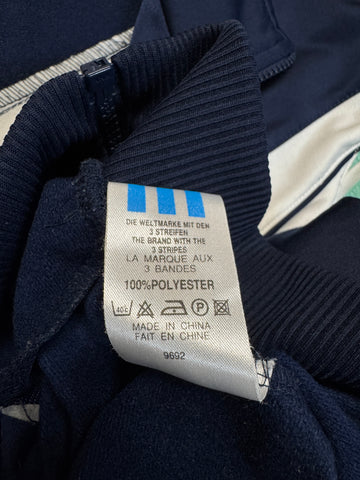 DIE WELTMARKE MIT DEN
3 STREIFEN
THE BRAND WITH THE
3 STRIPES
LA MARQUE AUX
3 BANDES
100%POLYESTER
40℃ P
MADE IN CHINA
FAIT EN CHINE
9692